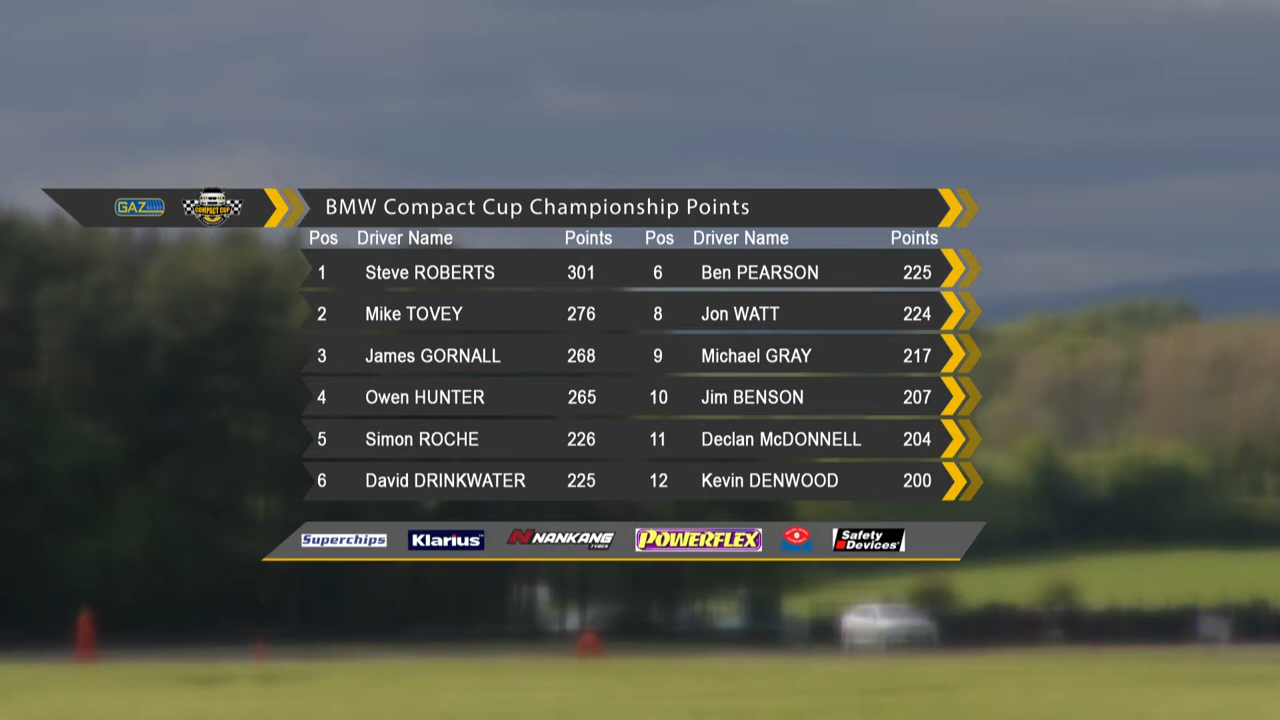 GAZ COMPACT CUP BMW Compact Cup Championship Points
Pos Driver Name Points Pos Driver Name Points
1 Steve ROBERTS 301 6 Ben PEARSON 225
2 Mike TOVEY 276 8 Jon WATT 224
3 James GORNALL 268 9 Michael GRAY 217
4 Owen HUNTER 265 10 Jim BENSON 207
5 Simon ROCHE 226 11 Declan McDONNELL 204
6 David DRINKWATER 225 12 Kevin DENWOOD 200
Superchips Klarius NANKANG TYRES POWERFLEX Safety Devices